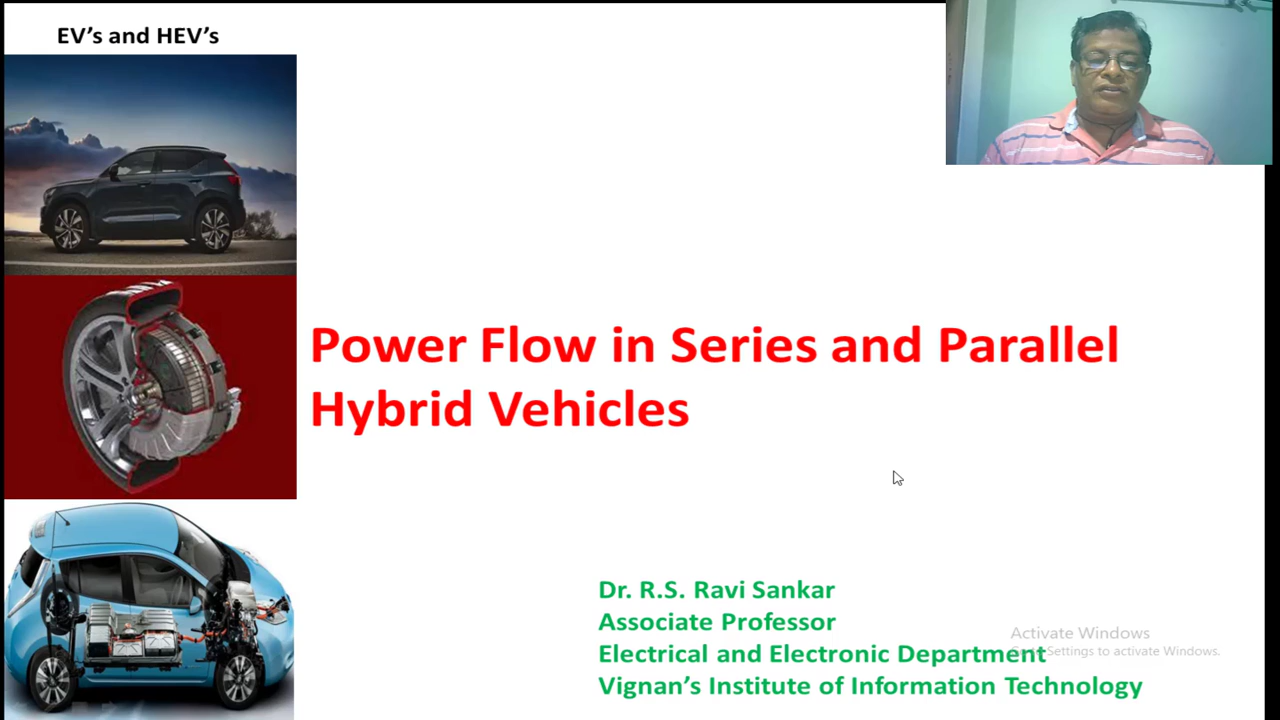 EV's and HEV's
Power Flow in Series and Parallel
Hybrid Vehicles
Dr. R.S. Ravi Sankar
Associate Professor
Electrical and Electronic Department
Vignan's Institute of Information Technology
Activate Windows
Settings to activate Windows.